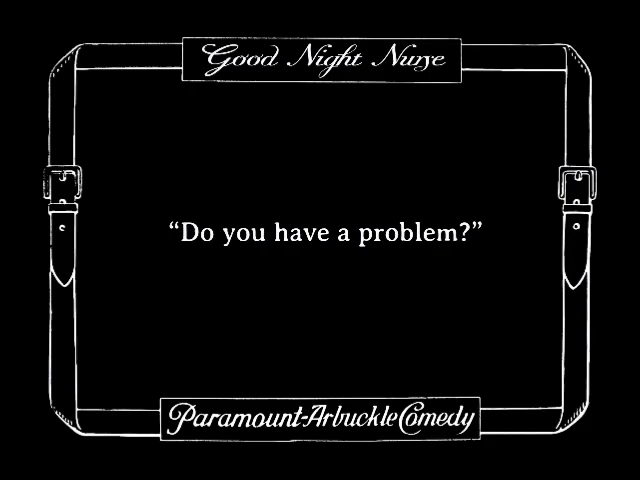 Good Night Nurse
“Do you have a problem?”
Paramount-Arbuckle Comedy